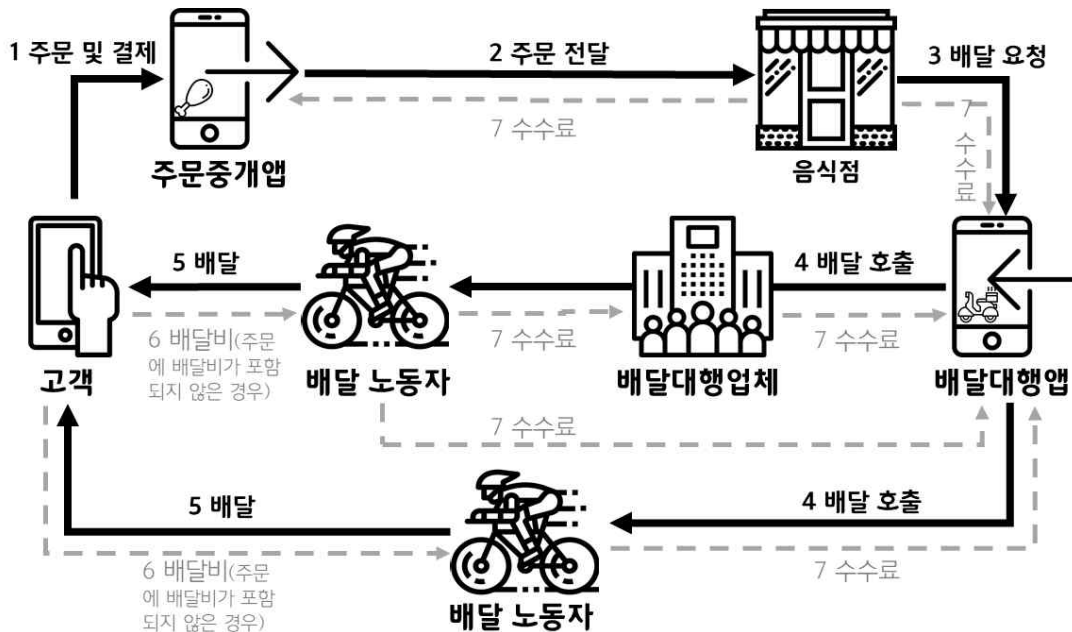 1 주문 및 결제
2 주문 전달
3 배달 요청
7 수수료
7
수
수
료
주문중개앱
음식점
5 배달
4 배달 호출
6 배달비(주문
에 배달비가 포함
되지 않은 경우)
7 수수료
7 수수료
고객
배달 노동자
배달대행업체
배달대행앱
7 수수료
5 배달
4 배달 호출
6 배달비(주문
에 배달비가 포함
되지 않은 경우)
7 수수료
배달 노동자